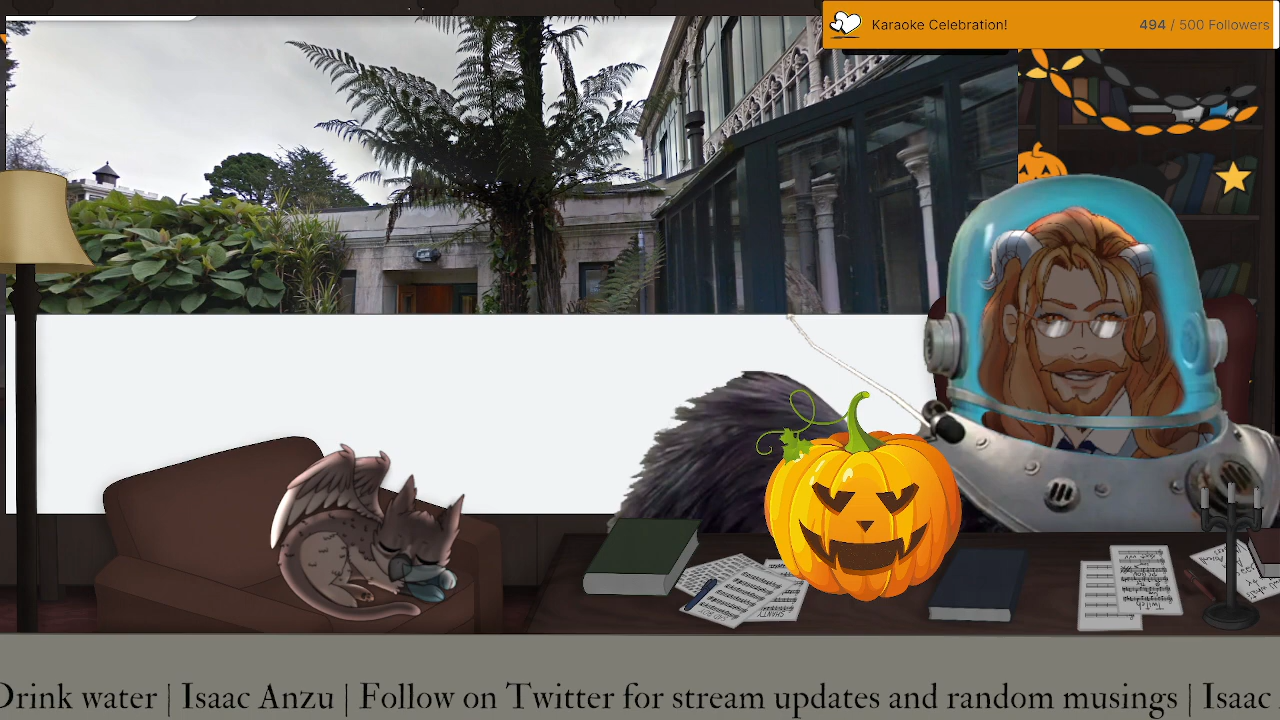 Karaoke Celebration! 494 / 500 Followers
Drink water | Isaac Anzu | Follow on Twitter for stream updates and random musings | Isaac